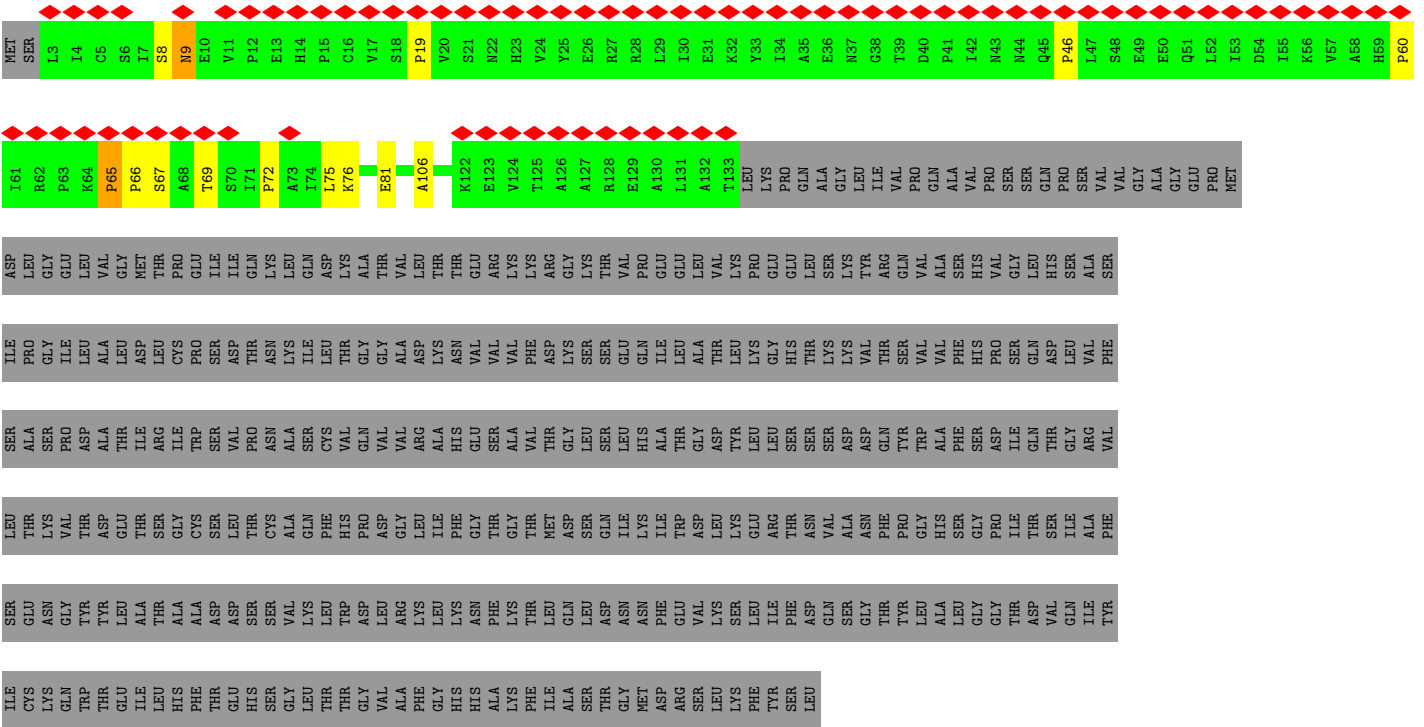 MET SER L3 I4 C5 S6 I7 S8 N9 E10 V11 P12 E13 H14 P15 C16 V17 S18 P19 V20 S21 N22 H23 V24 Y25 E26 R27 R28 L29 I30 E31 K32 Y33 I34 A35 E36 N37 G38 T39 D40 P41 I42 N43 N44 Q45 P46 L47 S48 E49 E50 Q51 L52 I53 D54 I55 K56 V57 A58 H59 P60
I61 R62 P63 K64 P65 P66 S67 A68 T69 S70 I71 P72 A73 I74 L75 K76 E81 A106 K122 E123 V124 T125 A126 A127 R128 E129 A130 L131 A132 T133 LEU LYS PRO GLN ALA GLY LEU ILE VAL PRO GLN ALA VAL PRO SER SER GLN PRO SER VAL VAL GLY ALA GLY GLU PRO MET
ASP LEU GLY GLU LEU VAL GLY MET THR PRO GLU ILE ILE GLN LYS LEU GLN ASP LYS ALA THR VAL LEU THR THR GLU ARG LYS LYS ARG GLY LYS THR VAL PRO GLU GLU LEU VAL LYS PRO GLU GLU LEU SER LYS TYR ARG GLN VAL ALA SER HIS VAL GLY LEU HIS SER ALA SER
ILE PRO GLY ILE LEU ALA LEU ASP LEU CYS PRO SER ASP THR ASN LYS ILE LEU THR GLY GLY ALA ASP LYS ASN VAL VAL VAL PHE ASP LYS SER SER GLU GLN ILE LEU ALA THR LEU LYS GLY HIS THR LYS LYS VAL THR SER VAL VAL PHE HIS PRO SER GLN ASP LEU VAL PHE
SER ALA SER PRO ASP ALA THR ILE ARG ILE TRP SER VAL PRO ASN ALA SER CYS VAL GLN VAL VAL ARG ALA HIS GLU SER ALA VAL THR GLY LEU SER LEU HIS ALA THR GLY ASP TYR LEU LEU SER SER SER ASP ASP GLN TYR TRP ALA PHE SER ASP ILE GLN THR GLY ARG VAL
LEU THR LYS VAL THR ASP GLU THR SER GLY CYS SER LEU THR CYS ALA GLN PHE HIS PRO ASP GLY LEU ILE PHE GLY THR GLY THR MET ASP SER GLN ILE LYS ILE TRP ASP LEU LYS GLU ARG THR ASN VAL ALA ASN PHE PRO GLY HIS SER GLY PRO ILE THR SER ILE ALA PHE
SER GLU ASN GLY TYR TYR LEU ALA THR ALA ALA ASP ASP SER SER VAL LYS LEU TRP ASP LEU ARG LYS LEU LYS ASN PHE LYS THR LEU GLN LEU ASP ASN ASN PHE GLU VAL LYS SER LEU ILE PHE ASP GLN SER GLY THR TYR LEU ALA LEU GLY GLY THR ASP VAL GLN ILE TYR
ILE CYS LYS GLN TRP THR GLU ILE LEU HIS PHE THR GLU HIS SER GLY LEU THR THR GLY VAL ALA PHE GLY HIS HIS ALA LYS PHE ILE ALA SER THR GLY MET ASP ARG SER LEU LYS PHE TYR SER LEU